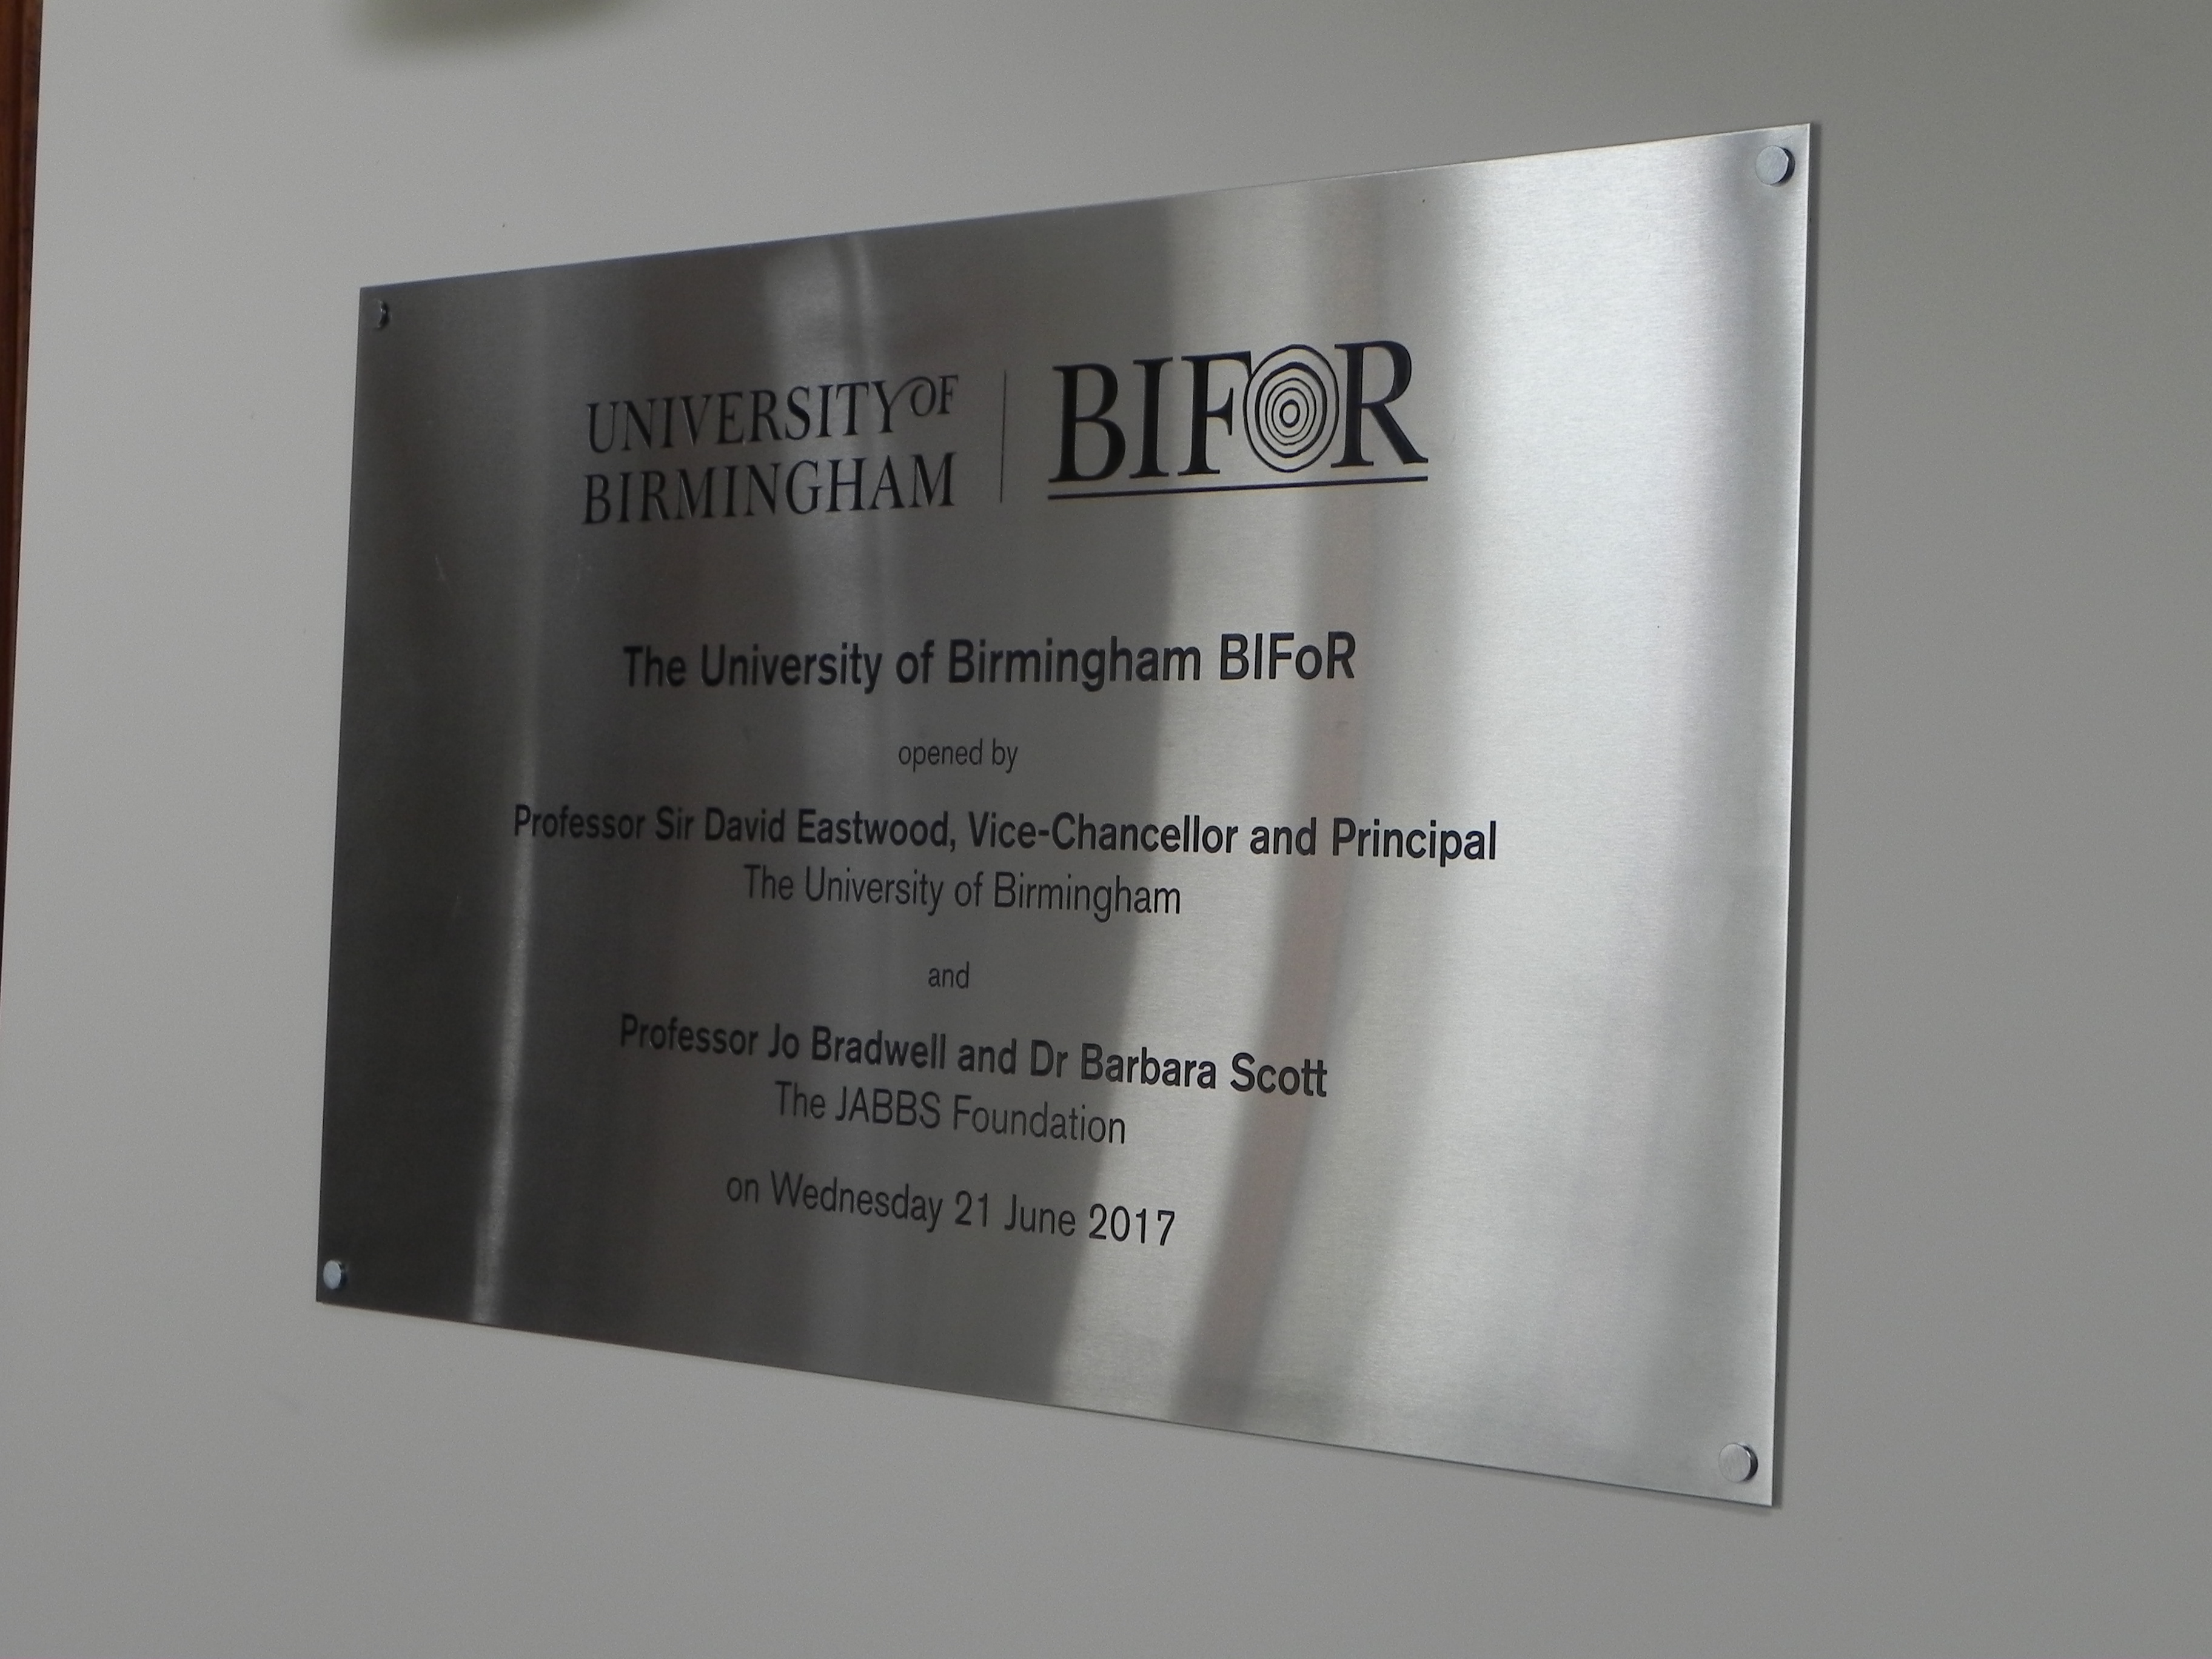 UNIVERSITY OF
BIRMINGHAM
BIFOR
The University of Birmingham BIFoR
opened by
Professor Sir David Eastwood, Vice-Chancellor and Principal
The University of Birmingham
and
Professor Jo Bradwell and Dr Barbara Scott
The JABBS Foundation
on Wednesday 21 June 2017